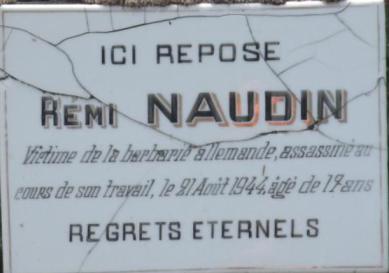 ICI REPOSE
REMI NAUDIN
Victime de la barbarie allemande, assassiné au
cours de son travail, le 21 Août 1944, âgé de 17 ans
REGRETS ETERNELS